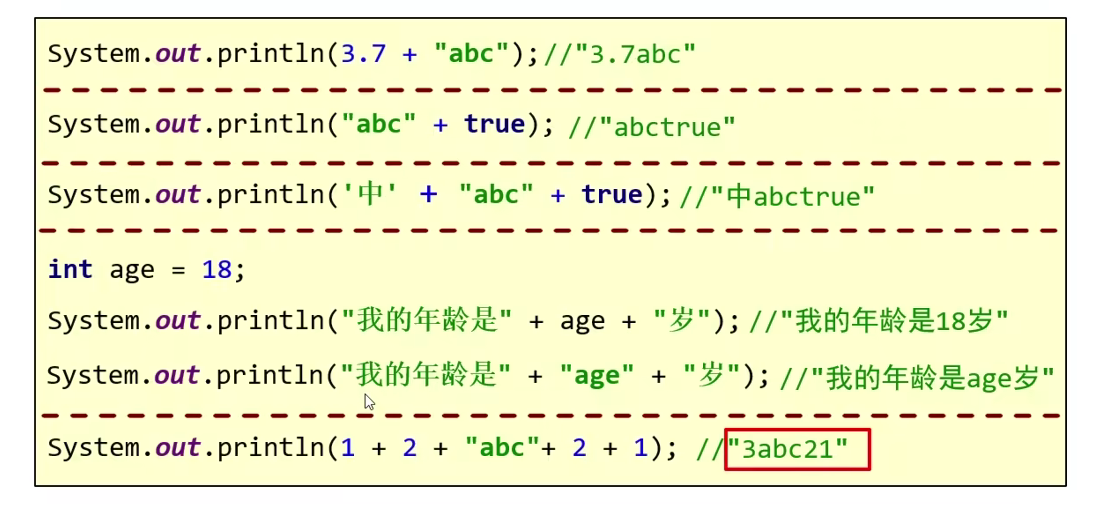 System.out.println(3.7 + "abc");//"3.7abc"
System.out.println("abc" + true); //"abctrue"
System.out.println('中' + "abc" + true);//"中abctrue"
int age = 18;
System.out.println("我的年龄是" + age + "岁");//"我的年龄是18岁"
System.out.println("我的年龄是" + "age" + "岁"); //"我的年龄是age岁"
System.out.println(1 + 2 + "abc"+ 2 + 1); //"3abc21"